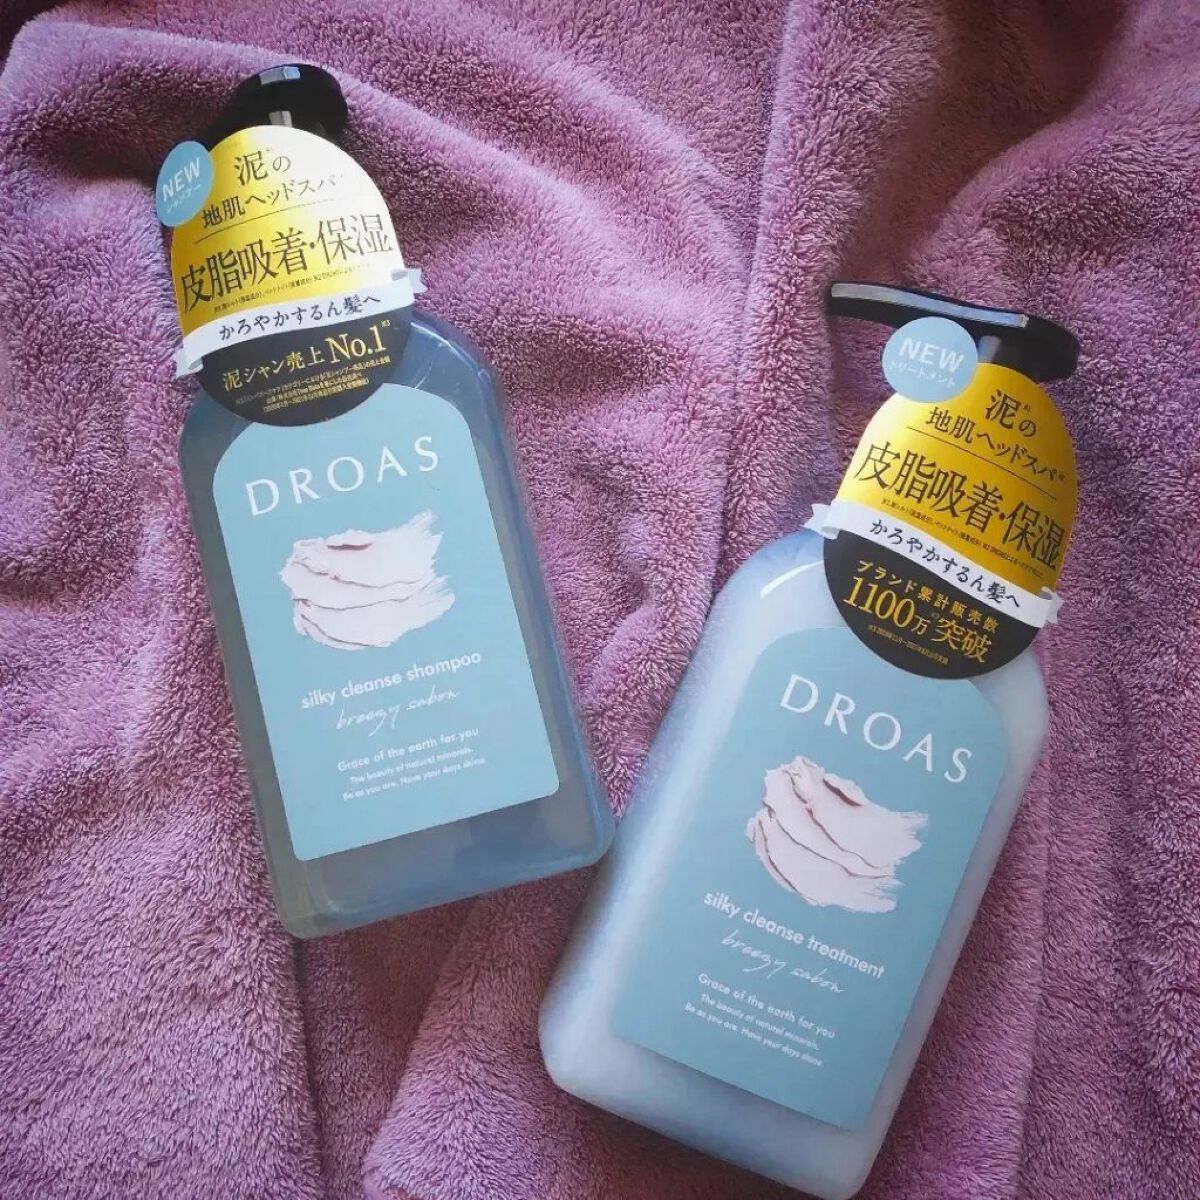 NEW
シャンプー
泥の
地肌ヘッドスパ
皮脂吸着・保湿
かろやかするん髪へ
泥シャン売上No.1
DROAS
silky cleanse shampoo
breezy sabon
Grace of the earth for you
The beauty of natural minerals.
Be as you are. Have your days shine.
NEW
トリートメント
泥の
地肌ヘッドスパ
皮脂吸着・保湿
かろやかするん髪へ
ブランド累計販売数
1100万突破
DROAS
silky cleanse treatment
breezy sabon
Grace of the earth for you
The beauty of natural minerals.
Be as you are. Have your days shine.